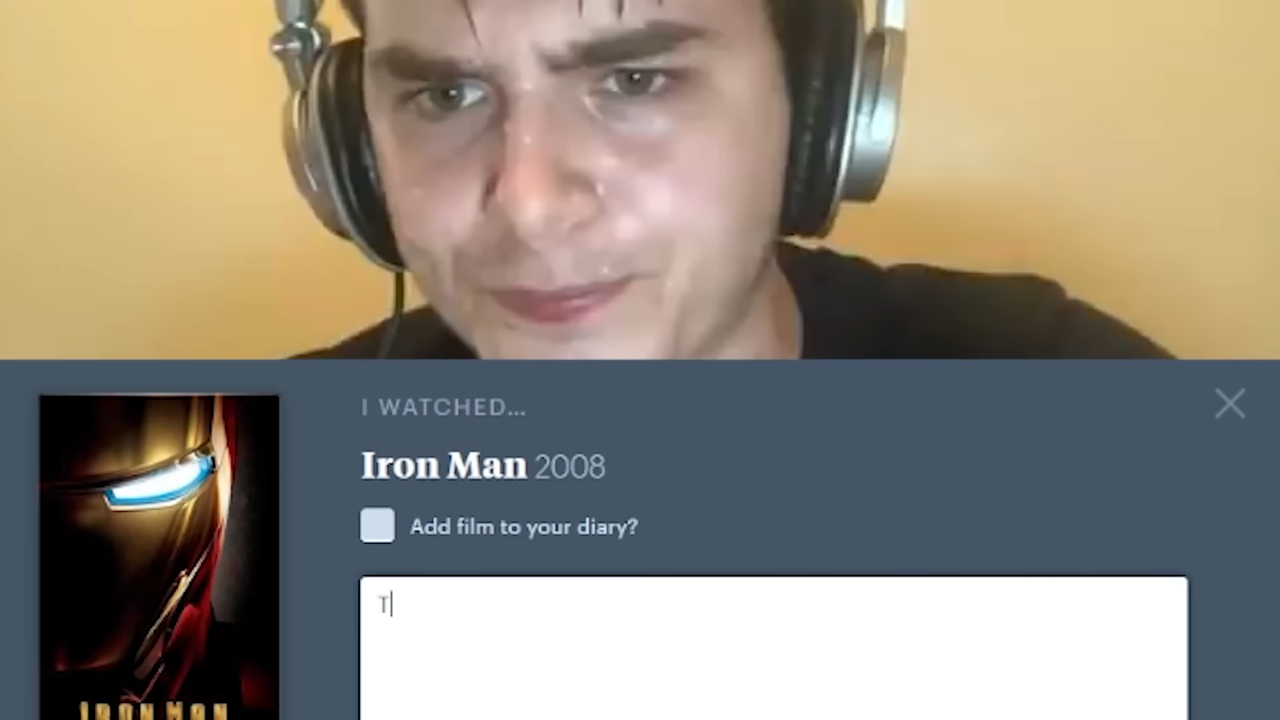 I WATCHED...
Iron Man 2008
Add film to your diary?
T
IRON MAN